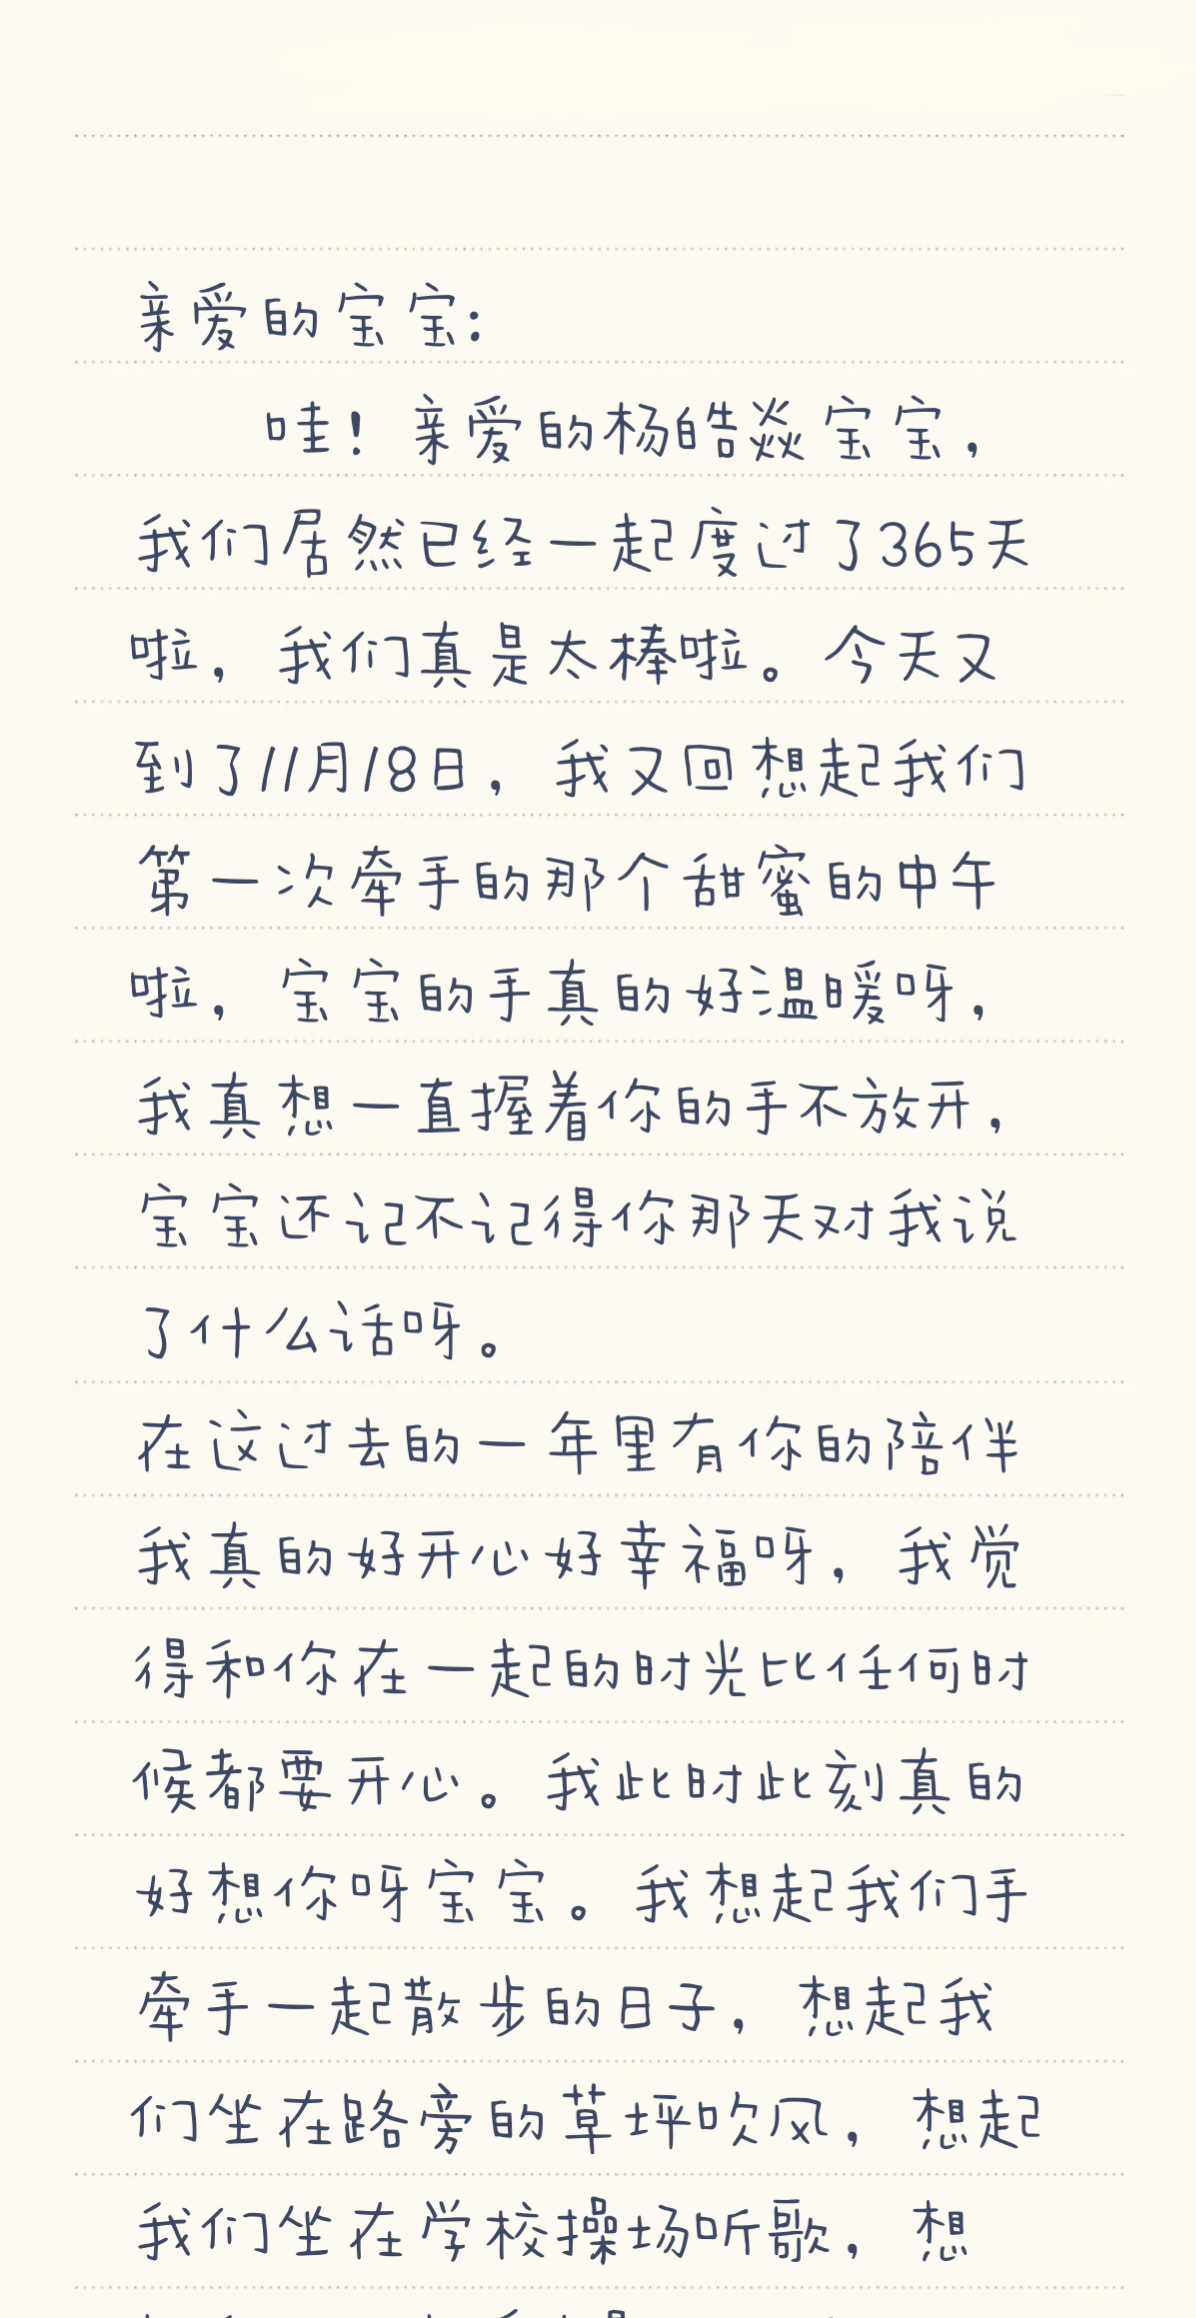 亲爱的宝宝：
哇！亲爱的杨皓焱宝宝，
我们居然已经一起度过了365天
啦，我们真是太棒啦。今天又
到了11月18日，我又回想起我们
第一次牵手的那个甜蜜的中午
啦，宝宝的手真的好温暖呀，
我真想一直握着你的手不放开，
宝宝还记不记得你那天对我说
了什么话呀。
在这过去的一年里有你的陪伴
我真的好开心好幸福呀，我觉
得和你在一起的时光比任何时
候都要开心。我此时此刻真的
好想你呀宝宝。我想起我们手
牵手一起散步的日子，想起我
们坐在路旁的草坪吹风，想起
我们坐在学校操场听歌，想